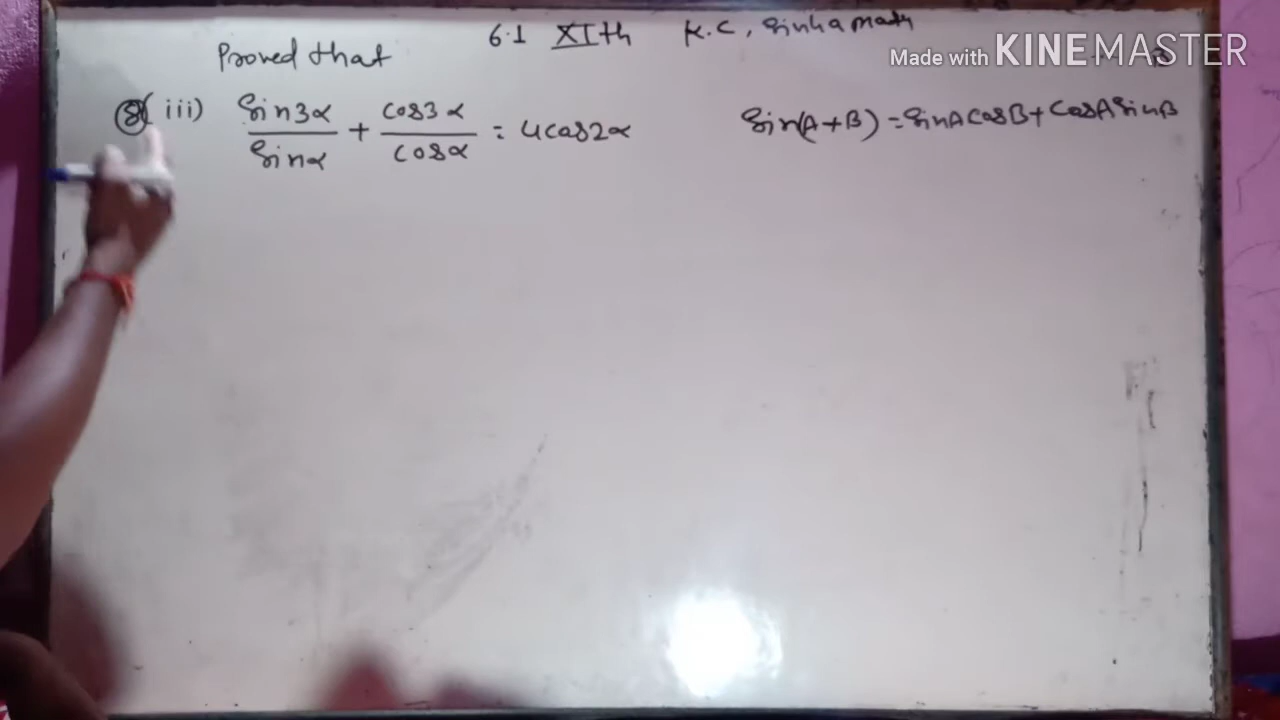 6.1 XIth K.C, Sinha math
Made with KINEMASTER
Proved that
8(iii) Sin3α/Sinα + Cos3α/Cosα = 4Cos2α
Sin(A+B) = SinACosB+CosASinB